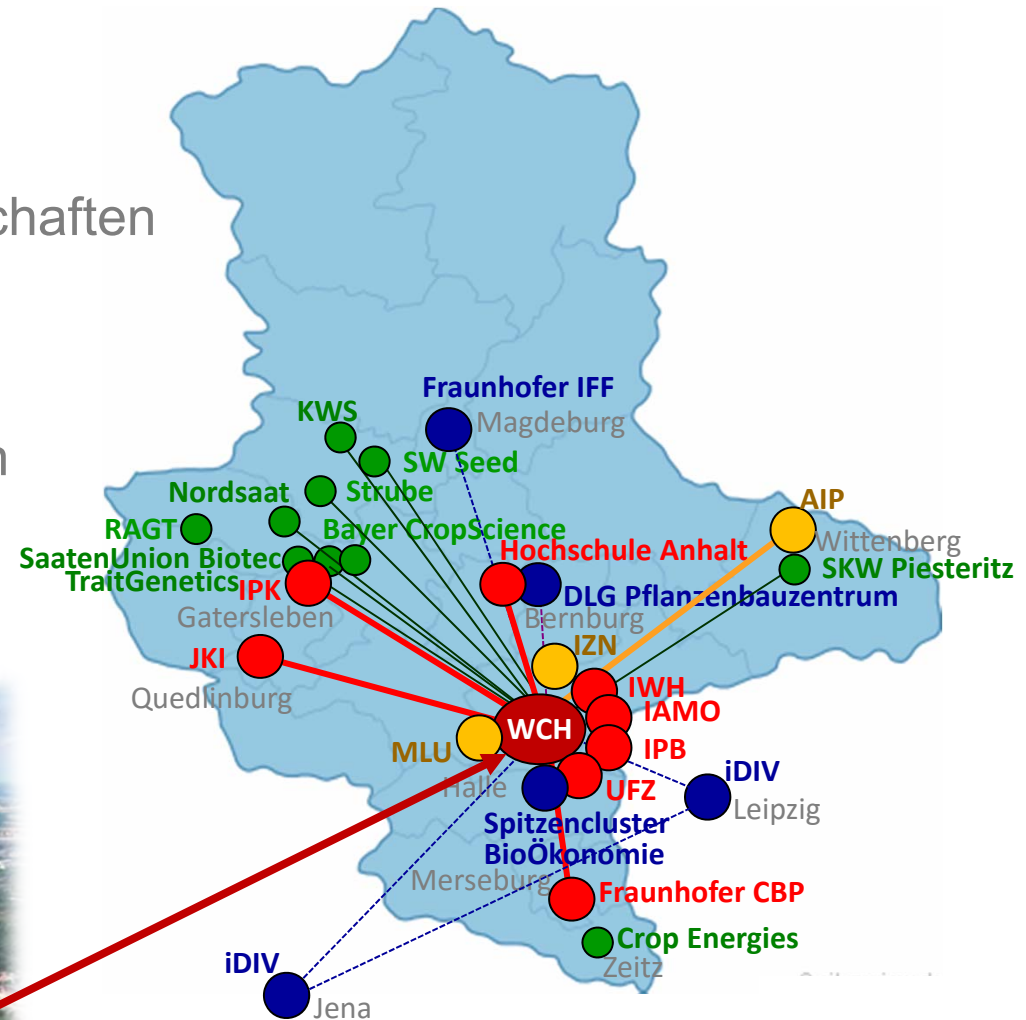 chaften
n
Fraunhofer IFF
Magdeburg
KWS
SW Seed
Strube
Nordsaat
RAGT
Bayer CropScience
SaatenUnion Biotec
TraitGenetics
IPK
Gatersleben
JKI
Quedlinburg
Hochschule Anhalt
DLG Pflanzenbauzentrum
Bernburg
AIP
Wittenberg
SKW Piesteritz
IZN
IWH
IAMO
WCH
IPB
MLU
Halle
UFZ
iDIV
Leipzig
Spitzencluster
BioÖkonomie
Merseburg
Fraunhofer CBP
Crop Energies
Zeitz
iDIV
Jena